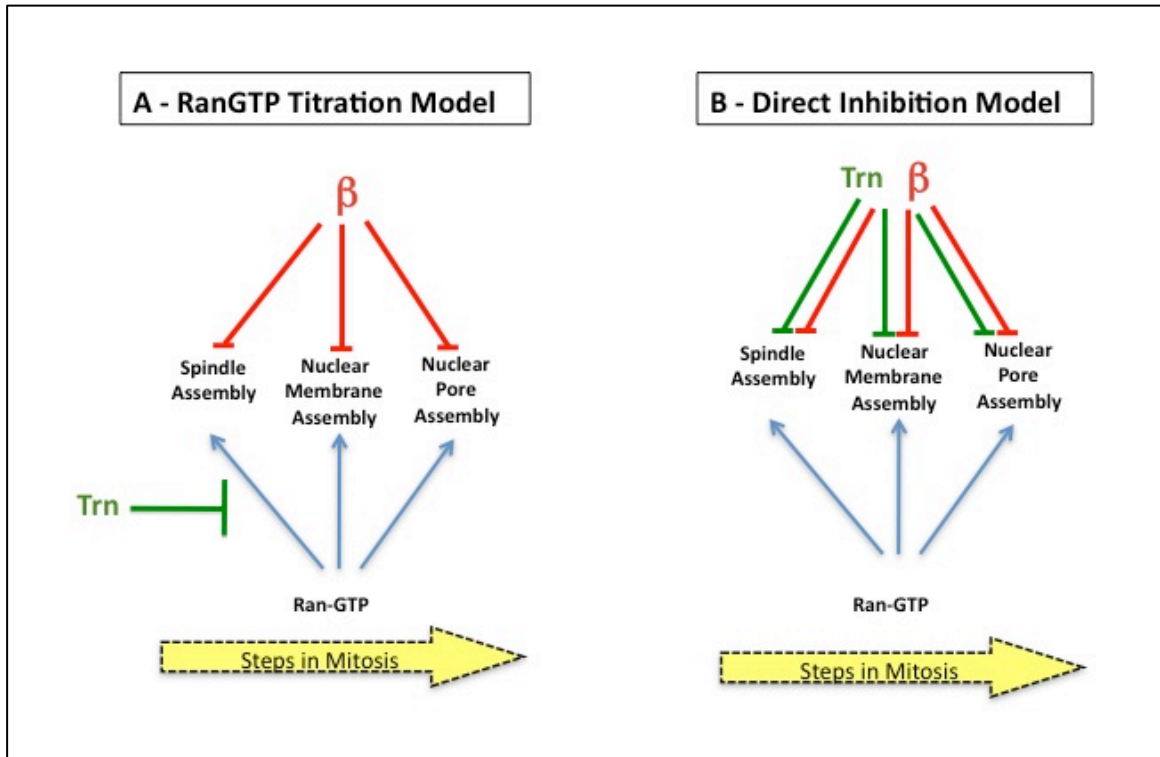 A - RanGTP Titration Model
β
Spindle
Assembly
Nuclear
Membrane
Assembly
Nuclear
Pore
Assembly
Trn
Ran-GTP
Steps in Mitosis
B - Direct Inhibition Model
Trn β
Spindle
Assembly
Nuclear
Membrane
Assembly
Nuclear
Pore
Assembly
Ran-GTP
Steps in Mitosis